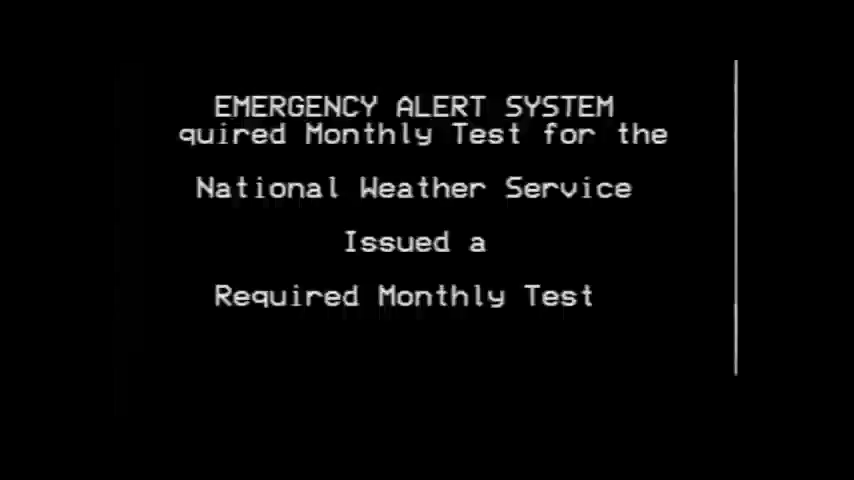 EMERGENCY ALERT SYSTEM
quired Monthly Test for the
National Weather Service
Issued a
Required Monthly Test